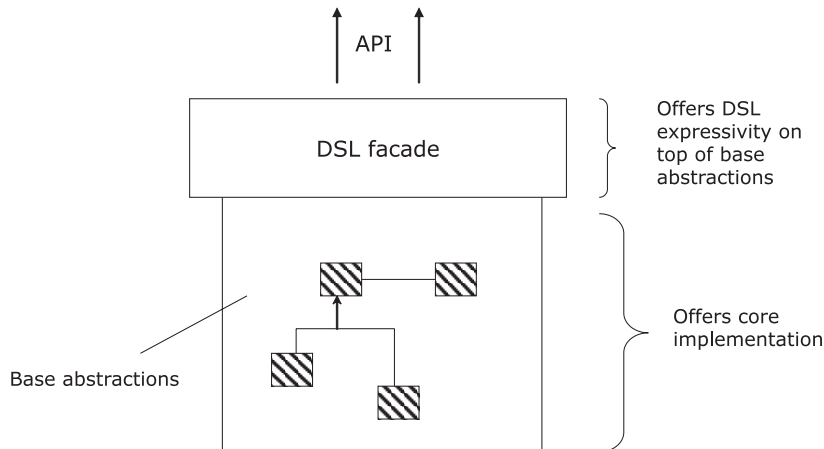 API
DSL facade
Offers DSL
expressivity on
top of base
abstractions
Base abstractions
Offers core
implementation